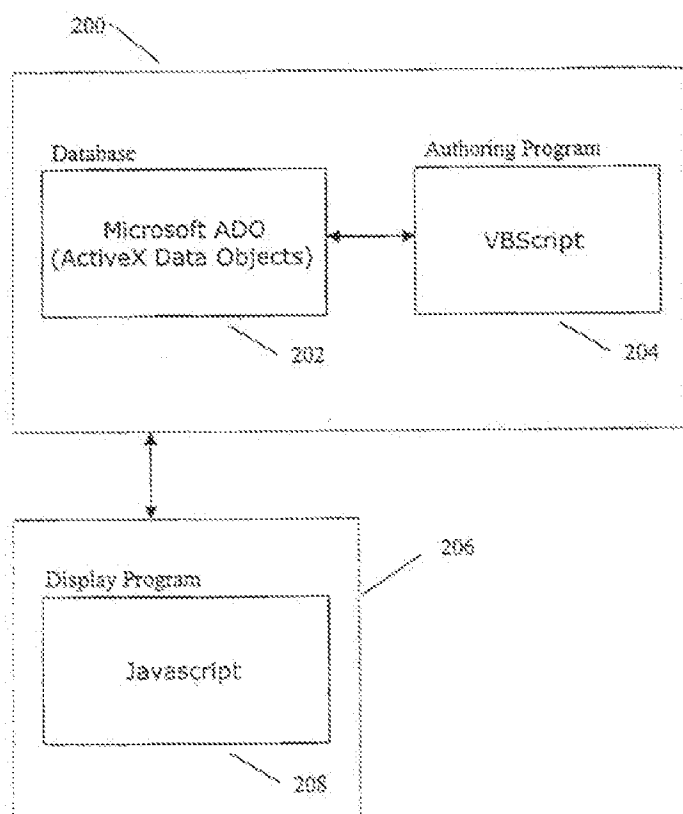 200
Database
Authoring Program
Microsoft ADO
(ActiveX Data Objects)
VBScript
202
204
206
Display Program
Javascript
208